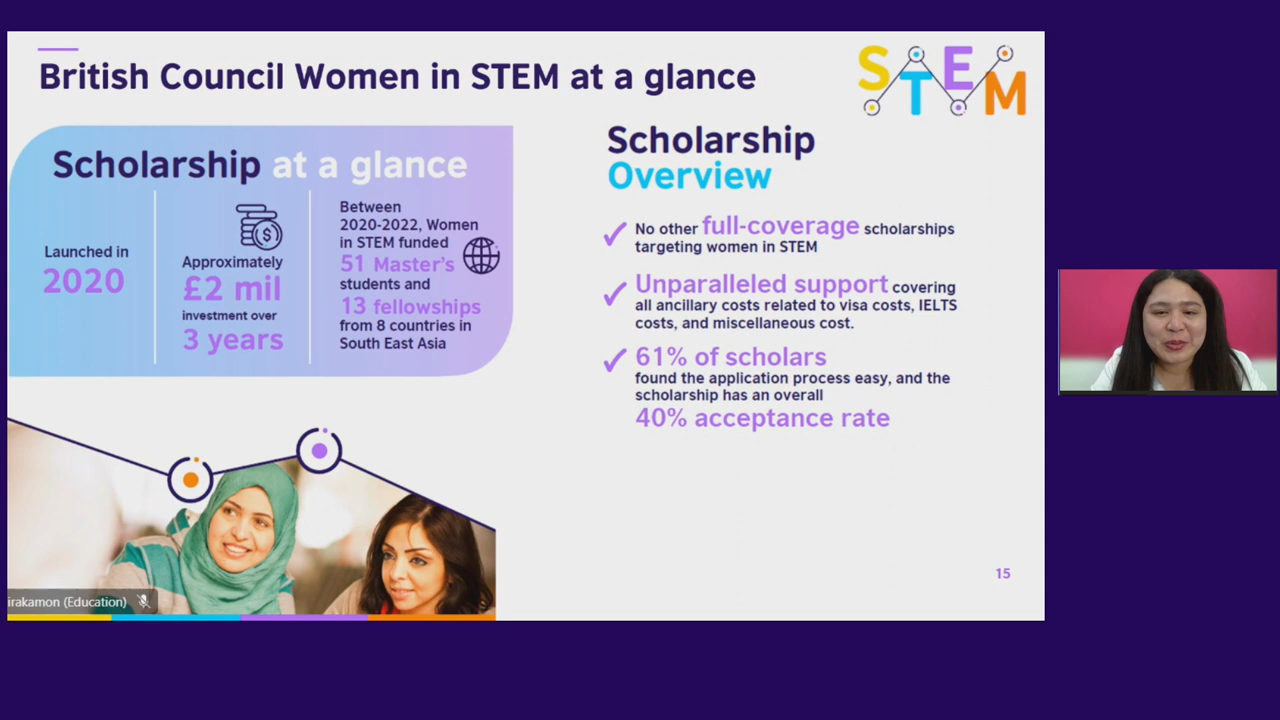 British Council Women in STEM at a glance
STEM
Scholarship at a glance
Launched in
2020
Approximately
£2 mil
investment over
3 years
Between
2020-2022, Women
in STEM funded
51 Master's
students and
13 fellowships
from 8 countries in
South East Asia
Scholarship
Overview
No other full-coverage scholarships
targeting women in STEM
Unparalleled support covering
all ancillary costs related to visa costs, IELTS
costs, and miscellaneous cost.
61% of scholars
found the application process easy, and the
scholarship has an overall
40% acceptance rate
15
irakamon (Education)